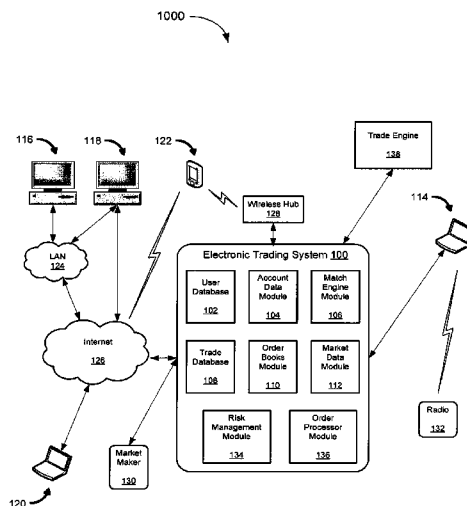 1000
116
118
122
Trade Engine
138
114
Wireless Hub
128
LAN
124
Electronic Trading System 100
User
Database
102
Account
Data
Module
104
Match
Engine
Module
106
Internet
126
Trade
Database
108
Order
Books
Module
110
Market
Data
Module
112
Risk
Management
Module
134
Order
Processor
Module
136
Market
Maker
130
Radio
132
120